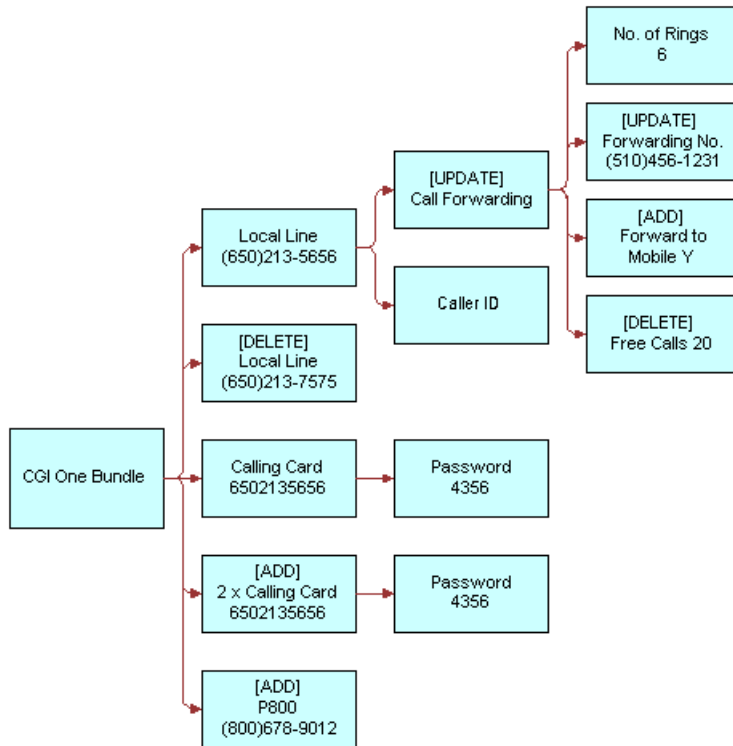 No. of Rings
6
[UPDATE]
Forwarding No.
(510)456-1231
[UPDATE]
Call Forwarding
[ADD]
Forward to
Mobile Y
Local Line
(650)213-5656
Caller ID
[DELETE]
Free Calls 20
[DELETE]
Local Line
(650)213-7575
CGI One Bundle
Calling Card
6502135656
Password
4356
[ADD]
2 x Calling Card
6502135656
Password
4356
[ADD]
P800
(800)678-9012